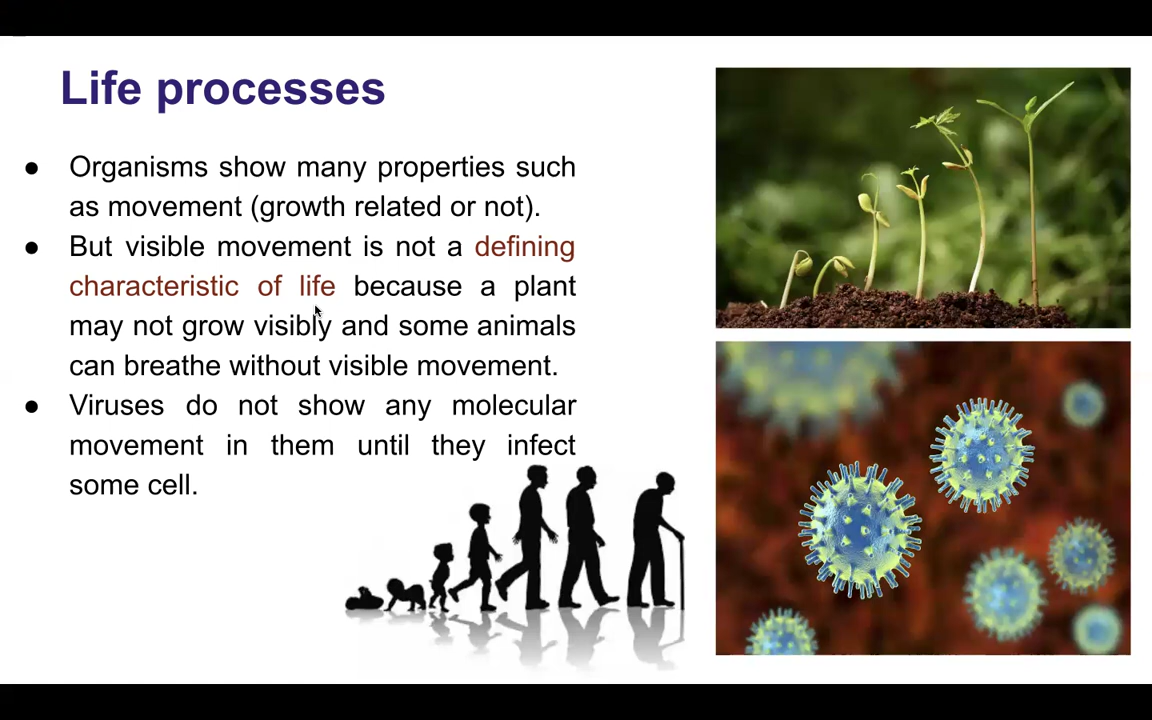 Life processes
● Organisms show many properties such
as movement (growth related or not).
● But visible movement is not a defining
characteristic of life because a plant
may not grow visibly and some animals
can breathe without visible movement.
● Viruses do not show any molecular
movement in them until they infect
some cell.